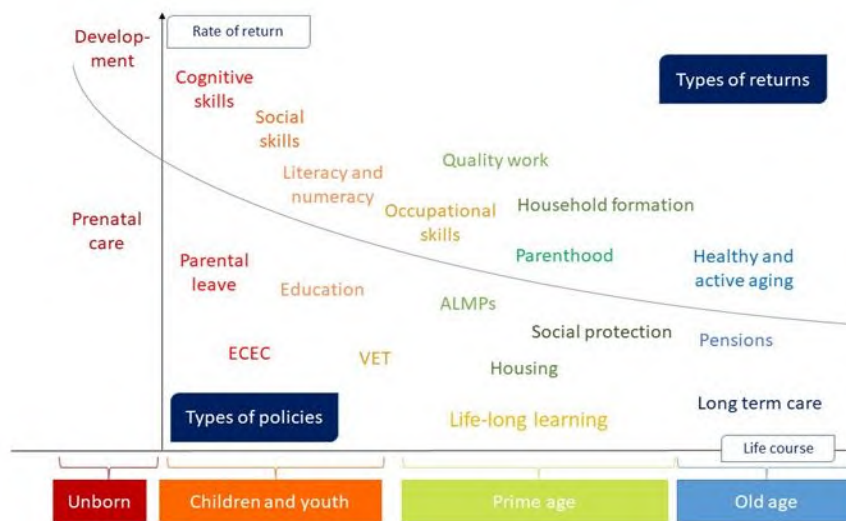 Develop-
ment
Rate of return
Cognitive
skills
Types of returns
Social
skills
Literacy and
numeracy
Quality work
Prenatal
care
Occupational
skills
Household formation
Parental
leave
Education
Parenthood
Healthy and
active aging
ALMPs
Social protection
Pensions
ECEC
VET
Housing
Types of policies
Life-long learning
Long term care
Life course
Unborn
Children and youth
Prime age
Old age